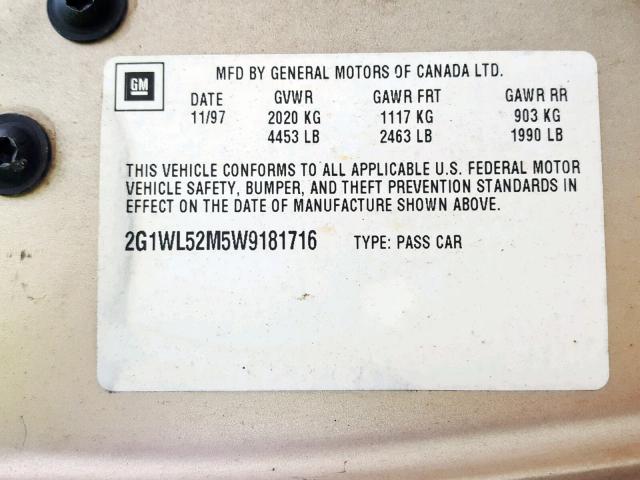 GM
MFD BY GENERAL MOTORS OF CANADA LTD.
DATE GVWR GAWR FRT GAWR RR
11/97 2020 KG 1117 KG 903 KG
4453 LB 2463 LB 1990 LB
THIS VEHICLE CONFORMS TO ALL APPLICABLE U.S. FEDERAL MOTOR
VEHICLE SAFETY, BUMPER, AND THEFT PREVENTION STANDARDS IN
EFFECT ON THE DATE OF MANUFACTURE SHOWN ABOVE.
2G1WL52M5W9181716 TYPE: PASS CAR